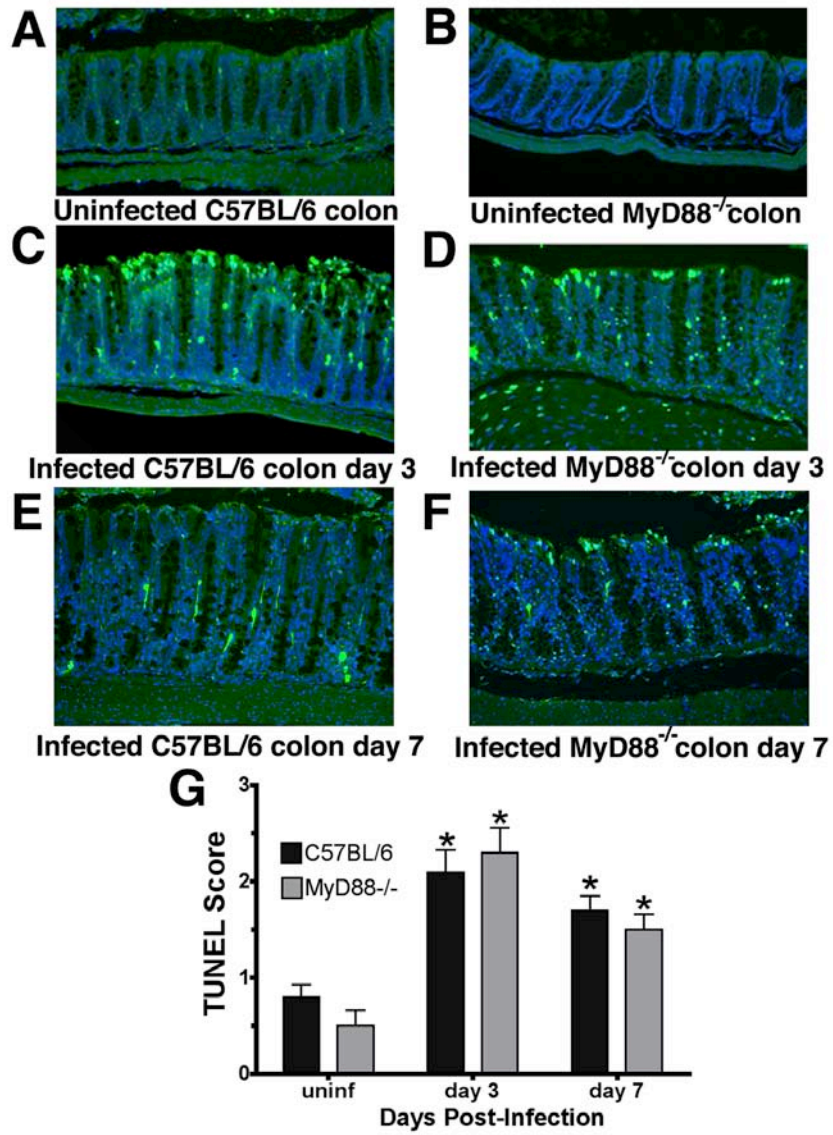 A
B
Uninfected C57BL/6 colon
Uninfected MyD88-/-colon
C
D
Infected C57BL/6 colon day 3
Infected MyD88-/-colon day 3
E
F
Infected C57BL/6 colon day 7
Infected MyD88-/-colon day 7
G
TUNEL Score
3
2
1
0
C57BL/6
MyD88-/-
* * * *
uninf day 3 day 7
Days Post-Infection